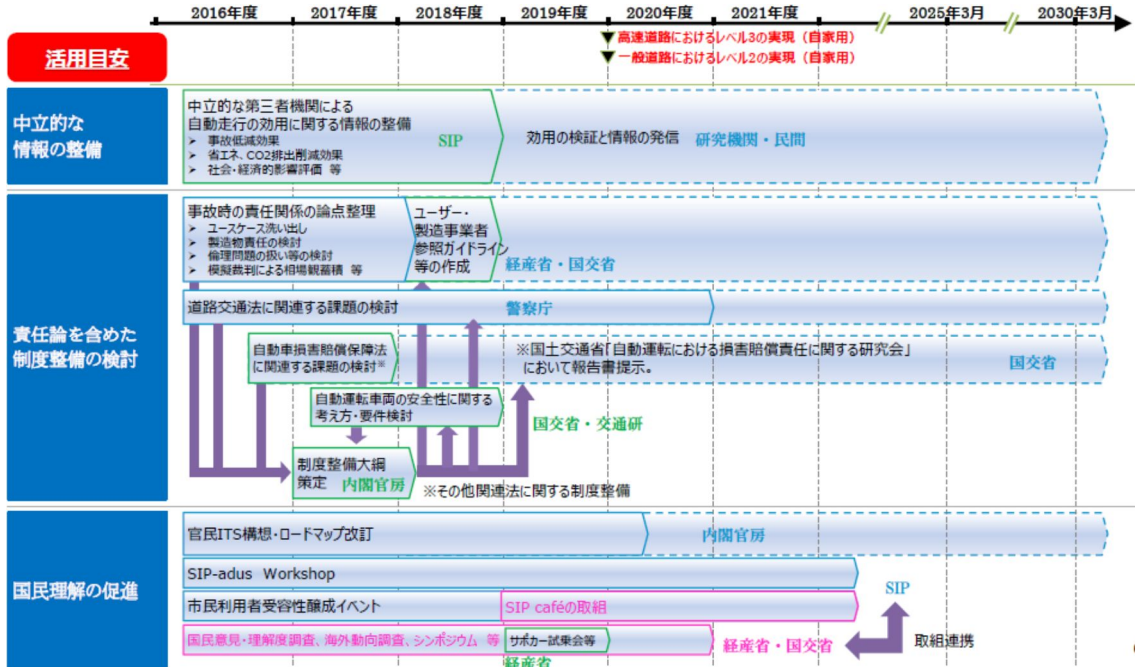 2016年度 2017年度 2018年度 2019年度 2020年度 2021年度 2025年3月 2030年3月
活用目安
▼高速道路におけるレベル3の実現（自家用）
▼一般道路におけるレベル2の実現（自家用）
中立的な
情報の整備
中立的な第三者機関による
自動走行の効用に関する情報の整備
➢ 事故低減効果
➢ 省エネ、CO2排出削減効果
➢ 社会・経済的影響評価 等
SIP
効用の検証と情報の発信 研究機関・民間
責任論を含めた
制度整備の検討
事故時の責任関係の論点整理
➢ ユースケース洗い出し
➢ 製造物責任の検討
➢ 倫理問題の扱い等の検討
➢ 模擬裁判による相場観蓄積 等
ユーザー・
製造事業者
参照ガイドライン
等の作成
経産省・国交省
道路交通法に関連する課題の検討 警察庁
自動車損害賠償保障法
に関連する課題の検討※
※国土交通省「自動運転における損害賠償責任に関する研究会」
において報告書提示。
国交省
自動運転車両の安全性に関する
考え方・要件検討
国交省・交通研
制度整備大綱
策定 内閣官房
※その他関連法に関する制度整備
国民理解の促進
官民ITS構想・ロードマップ改訂 内閣官房
SIP-adus Workshop
市民利用者受容性醸成イベント SIP caféの取組
SIP
国民意見・理解度調査、海外動向調査、シンポジウム 等 サポカー試乗会等
経産省・国交省
取組連携
経産省